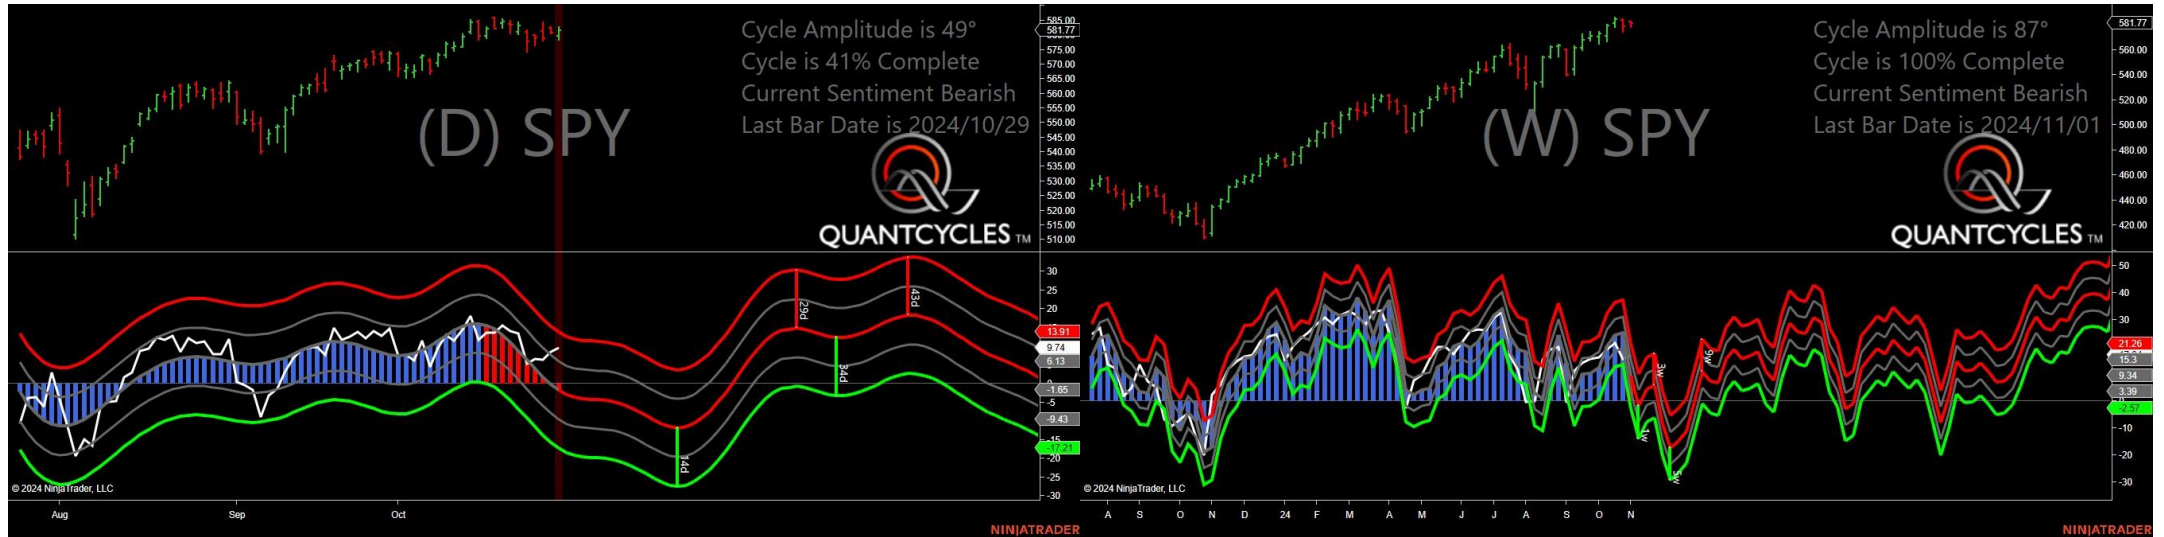 Cycle Amplitude is 49°
Cycle is 41% Complete
Current Sentiment Bearish
Last Bar Date is 2024/10/29
(D) SPY
QUANTCYCLES TM
585.00
581.77
575.00
570.00
565.00
560.00
555.00
550.00
545.00
540.00
535.00
530.00
525.00
520.00
515.00
510.00
30
25
20
13.91
9.74
6.13
-1.65
-5
-9.43
-17.21
-20
-25
-30
29d
43d
34d
14d
© 2024 NinjaTrader, LLC
Aug
Sep
Oct
NINJATRADER
Cycle Amplitude is 87°
Cycle is 100% Complete
Current Sentiment Bearish
Last Bar Date is 2024/11/01
(W) SPY
QUANTCYCLES TM
581.77
560.00
540.00
520.00
500.00
480.00
460.00
440.00
420.00
50
40
30
21.26
15.3
9.34
3.39
-2.57
-10
-20
-30
3w
9w
1w
5w
© 2024 NinjaTrader, LLC
A S O N D 24 F M A M J J A S O N
NINJATRADER